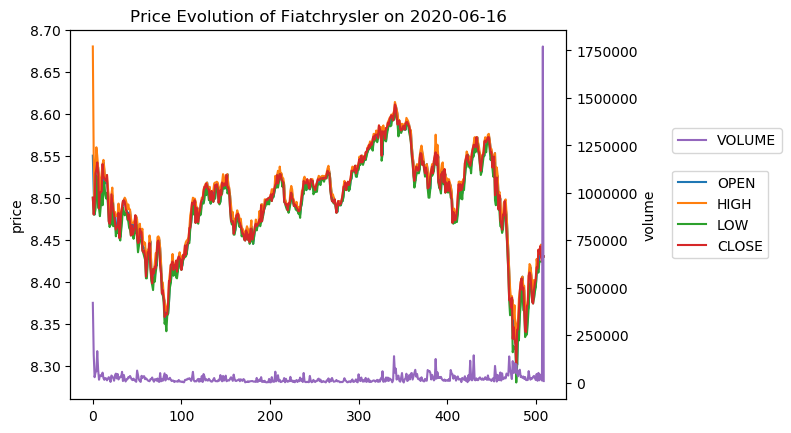 Price Evolution of Fiatchrysler on 2020-06-16
8.70
8.65
8.60
8.55
8.50
8.45
8.40
8.35
8.30
price
0
100
200
300
400
500
1750000
1500000
1250000
1000000
750000
500000
250000
0
volume
VOLUME
OPEN
HIGH
LOW
CLOSE